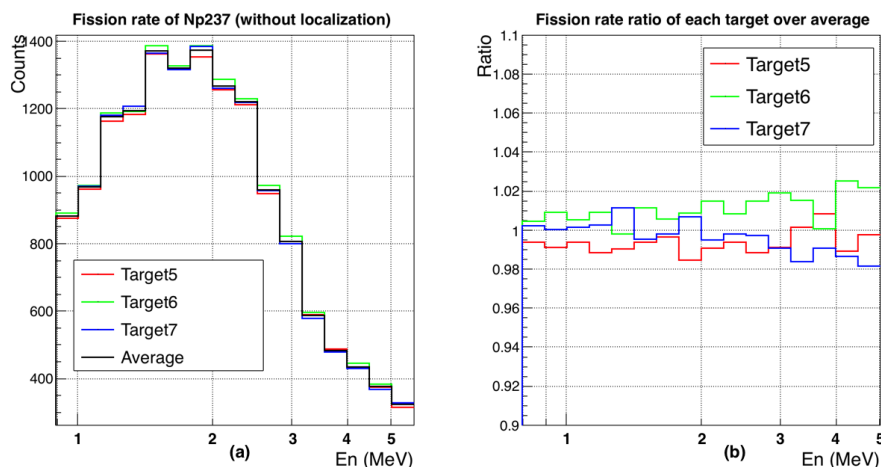 Fission rate of Np237 (without localization)
Counts
1400
1200
1000
800
600
400
Target5
Target6
Target7
Average
1
2
3
4
5
(a)
En (MeV)
Fission rate ratio of each target over average
Ratio
1.1
1.08
1.06
1.04
1.02
1
0.98
0.96
0.94
0.92
0.9
Target5
Target6
Target7
1
2
3
4
5
(b)
En (MeV)